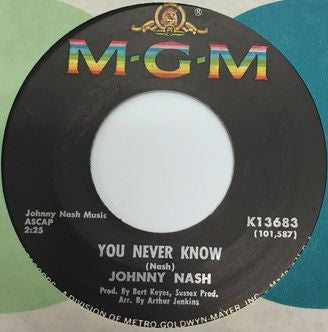 M-G-M
Johnny Nash Music
ASCAP
2:25
K13683
(101,587)
YOU NEVER KNOW
(Nash)
JOHNNY NASH
Prod. By Bert Keyes, Sussex Prod.
Arr. By Arthur Jenkins
A DIVISION OF METRO-GOLDWYN-MAYER, INC.